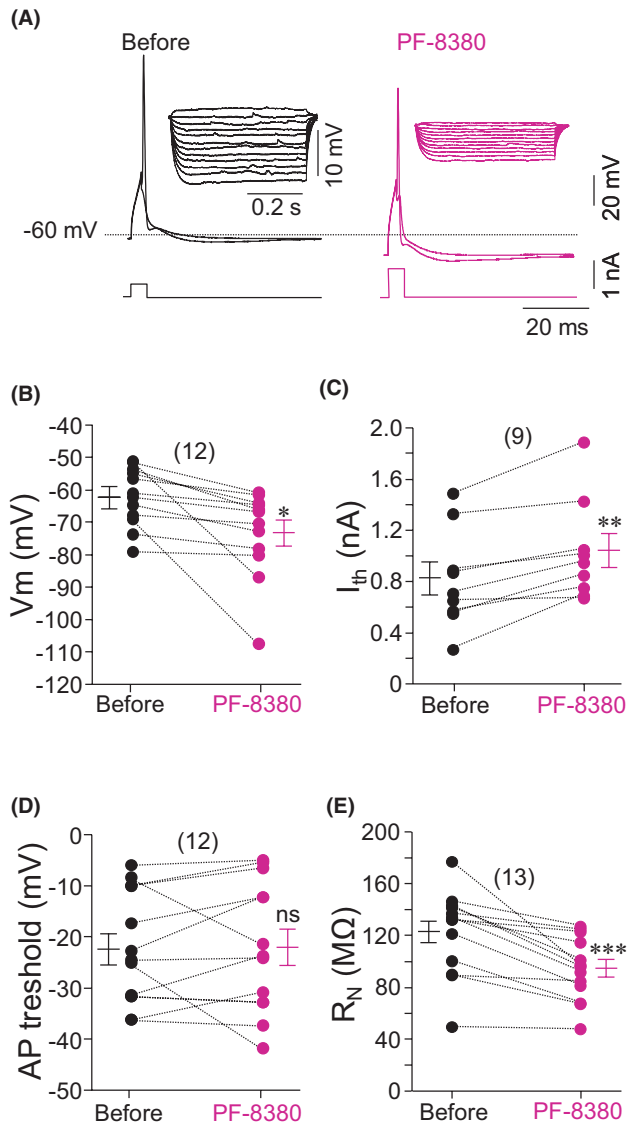 (A)
Before PF-8380
10 mV
0.2 s
20 mV
-60 mV
1 nA
20 ms
(B)
-40
-50
-60
-70
-80
-90
-100
-110
-120
Vm (mV)
(12)
*
Before PF-8380
(C)
2.0
1.6
1.2
0.8
0.4
0
Ith (nA)
(9)
**
Before PF-8380
(D)
0
-10
-20
-30
-40
-50
AP treshold (mV)
(12)
ns
Before PF-8380
(E)
200
160
120
80
40
0
RN (MΩ)
(13)
***
Before PF-8380